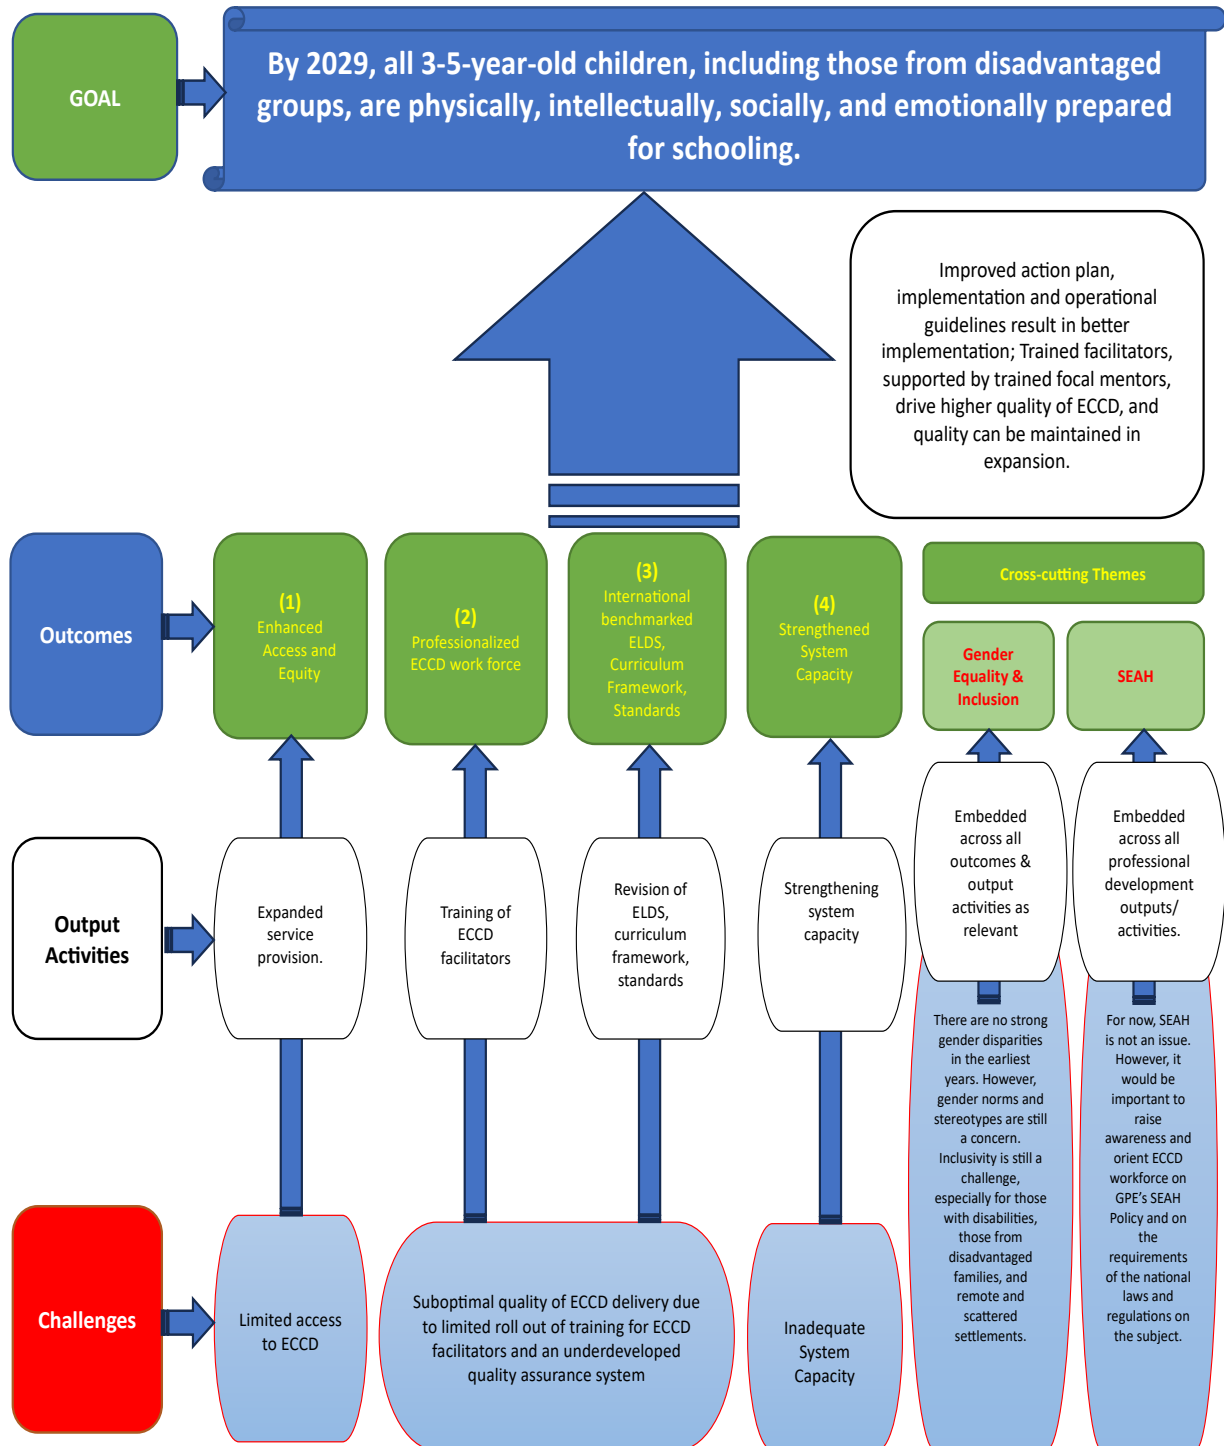 GOAL
By 2029, all 3-5-year-old children, including those from disadvantaged
groups, are physically, intellectually, socially, and emotionally prepared
for schooling.
Improved action plan,
implementation and operational
guidelines result in better
implementation; Trained facilitators,
supported by trained focal mentors,
drive higher quality of ECCD, and
quality can be maintained in
expansion.
Outcomes
(1)
Enhanced
Access and
Equity
(2)
Professionalized
ECCD work force
(3)
International
benchmarked
ELDS,
Curriculum
Framework,
Standards
(4)
Strengthened
System
Capacity
Cross-cutting Themes
Gender
Equality &
Inclusion
SEAH
Output
Activities
Expanded
service
provision.
Training of
ECCD
facilitators
Revision of
ELDS,
curriculum
framework,
standards
Strengthening
system
capacity
Embedded
across all
outcomes &
output
activities as
relevant
Embedded
across all
professional
development
outputs/
activities.
Challenges
Limited access
to ECCD
Suboptimal quality of ECCD delivery due
to limited roll out of training for ECCD
facilitators and an underdeveloped
quality assurance system
Inadequate
System
Capacity
There are no strong
gender disparities
in the earliest
years. However,
gender norms and
stereotypes are still
a concern.
Inclusivity is still a
challenge,
especially for those
with disabilities,
those from
disadvantaged
families, and
remote and
scattered
settlements.
For now, SEAH
is not an issue.
However, it
would be
important to
raise
awareness and
orient ECCD
workforce on
GPE's SEAH
Policy and on
the
requirements
of the national
laws and
regulations on
the subject.